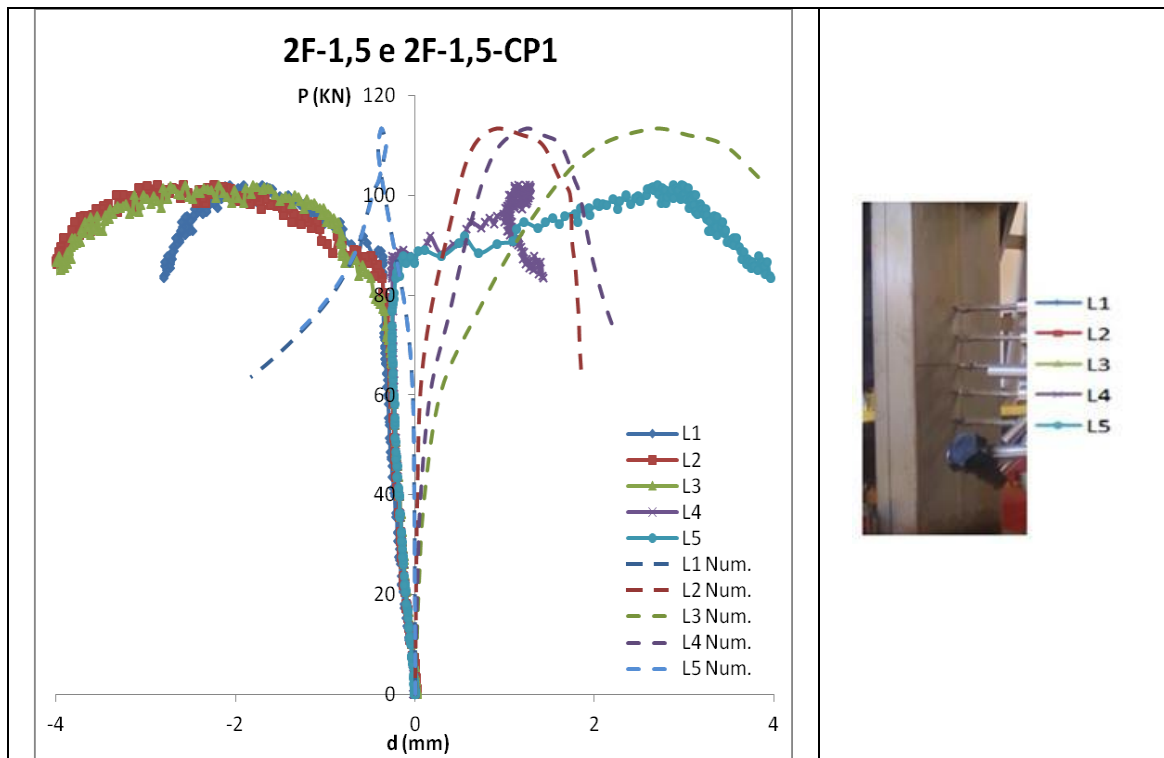 2F-1,5 e 2F-1,5-CP1
P (KN)
120
100
80
60
40
20
0
-4
-2
0
2
4
d (mm)
L1
L2
L3
L4
L5
L1 Num.
L2 Num.
L3 Num.
L4 Num.
L5 Num.
L1
L2
L3
L4
L5